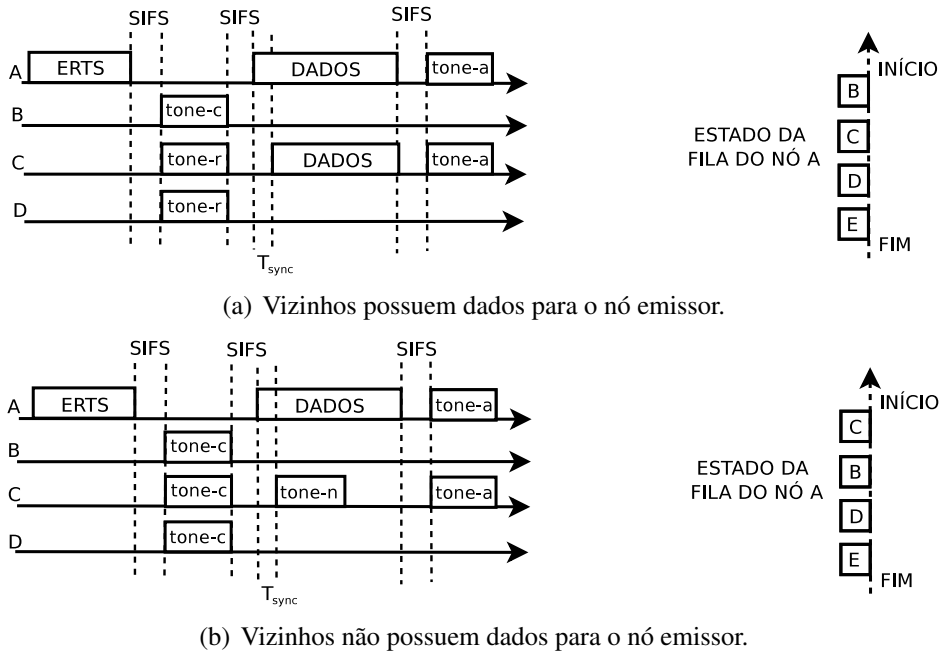 SIFS SIFS SIFS
A ERTS DADOS tone-a INÍCIO
B tone-c B
ESTADO DA C
FILA DO NÓ A
C tone-r DADOS tone-a D
D tone-r E
FIM
Tsync
(a) Vizinhos possuem dados para o nó emissor.
SIFS SIFS SIFS
A ERTS DADOS tone-a INÍCIO
B tone-c C
ESTADO DA B
FILA DO NÓ A
C tone-c tone-n tone-a D
D tone-c E
FIM
Tsync
(b) Vizinhos não possuem dados para o nó emissor.